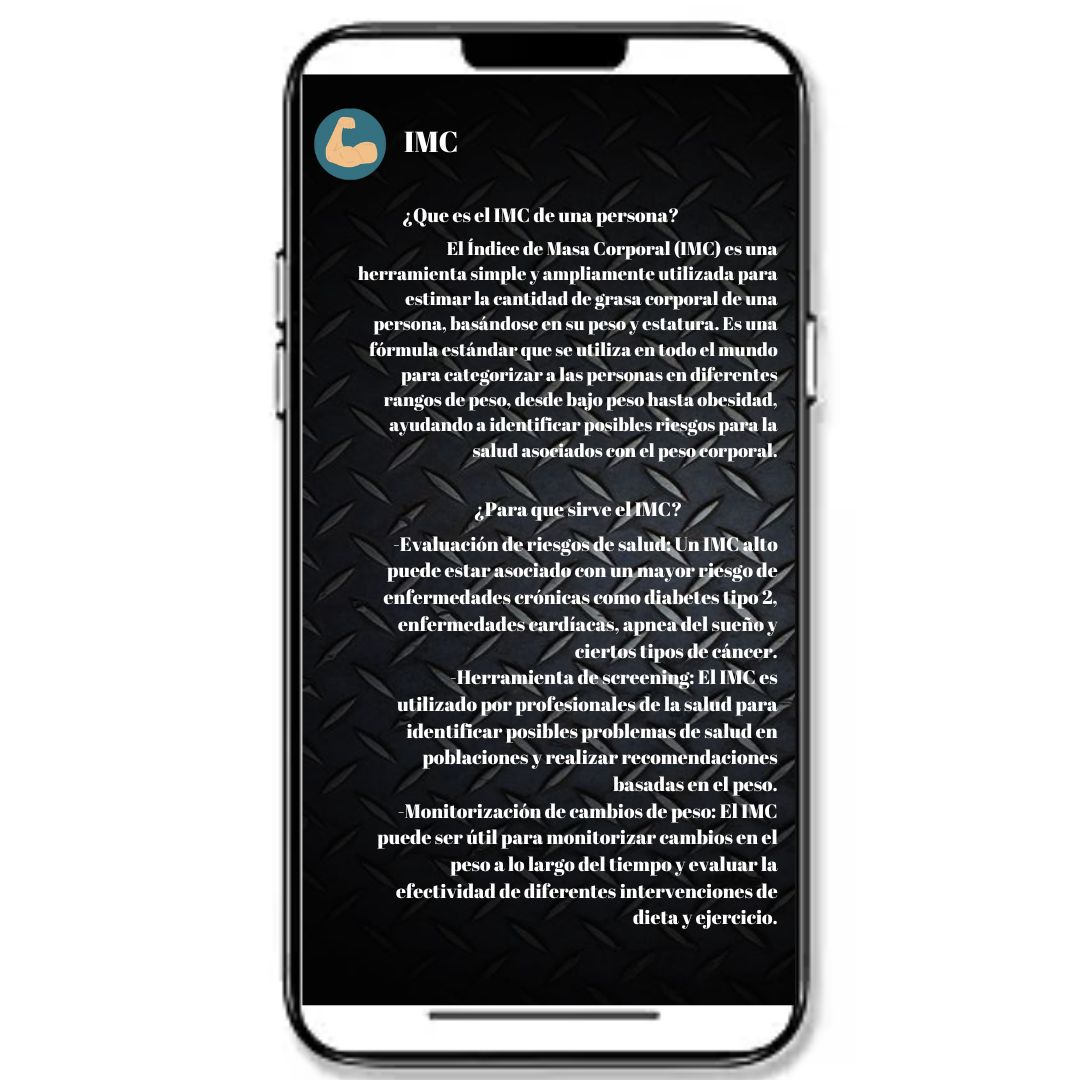 IMC
¿Que es el IMC de una persona?
El Índice de Masa Corporal (IMC) es una
herramienta simple y ampliamente utilizada para
estimar la cantidad de grasa corporal de una
persona, basándose en su peso y estatura. Es una
fórmula estándar que se utiliza en todo el mundo
para categorizar a las personas en diferentes
rangos de peso, desde bajo peso hasta obesidad,
ayudando a identificar posibles riesgos para la
salud asociados con el peso corporal.
¿Para que sirve el IMC?
-Evaluación de riesgos de salud: Un IMC alto
puede estar asociado con un mayor riesgo de
enfermedades crónicas como diabetes tipo 2,
enfermedades cardíacas, apnea del sueño y
ciertos tipos de cáncer.
-Herramienta de screening: El IMC es
utilizado por profesionales de la salud para
identificar posibles problemas de salud en
poblaciones y realizar recomendaciones
basadas en el peso.
-Monitorización de cambios de peso: El IMC
puede ser útil para monitorizar cambios en el
peso a lo largo del tiempo y evaluar la
efectividad de diferentes intervenciones de
dieta y ejercicio.